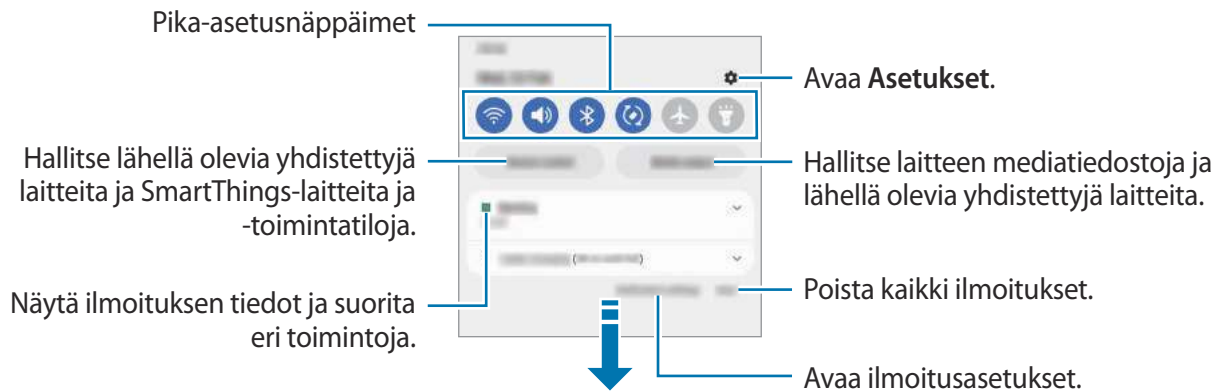 Pika-asetusnäppäimet
Avaa Asetukset.
Hallitse lähellä olevia yhdistettyjä
laitteita ja SmartThings-laitteita ja
-toimintatiloja.
Hallitse laitteen mediatiedostoja ja
lähellä olevia yhdistettyjä laitteita.
Näytä ilmoituksen tiedot ja suorita
eri toimintoja.
Poista kaikki ilmoitukset.
Avaa ilmoitusasetukset.